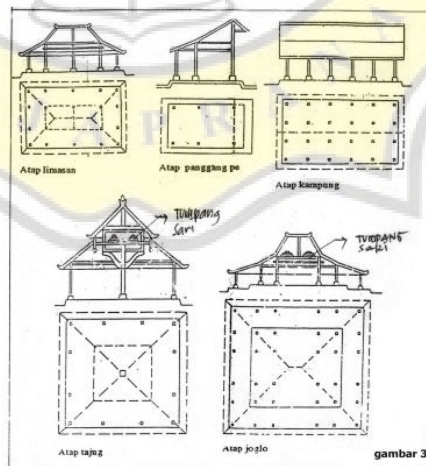 Atap limasan
Atap panggang pe
Atap kampung
Tumpang
Sari
TUMPANG
SARI
Atap tajug
Atap joglo
gambar 3